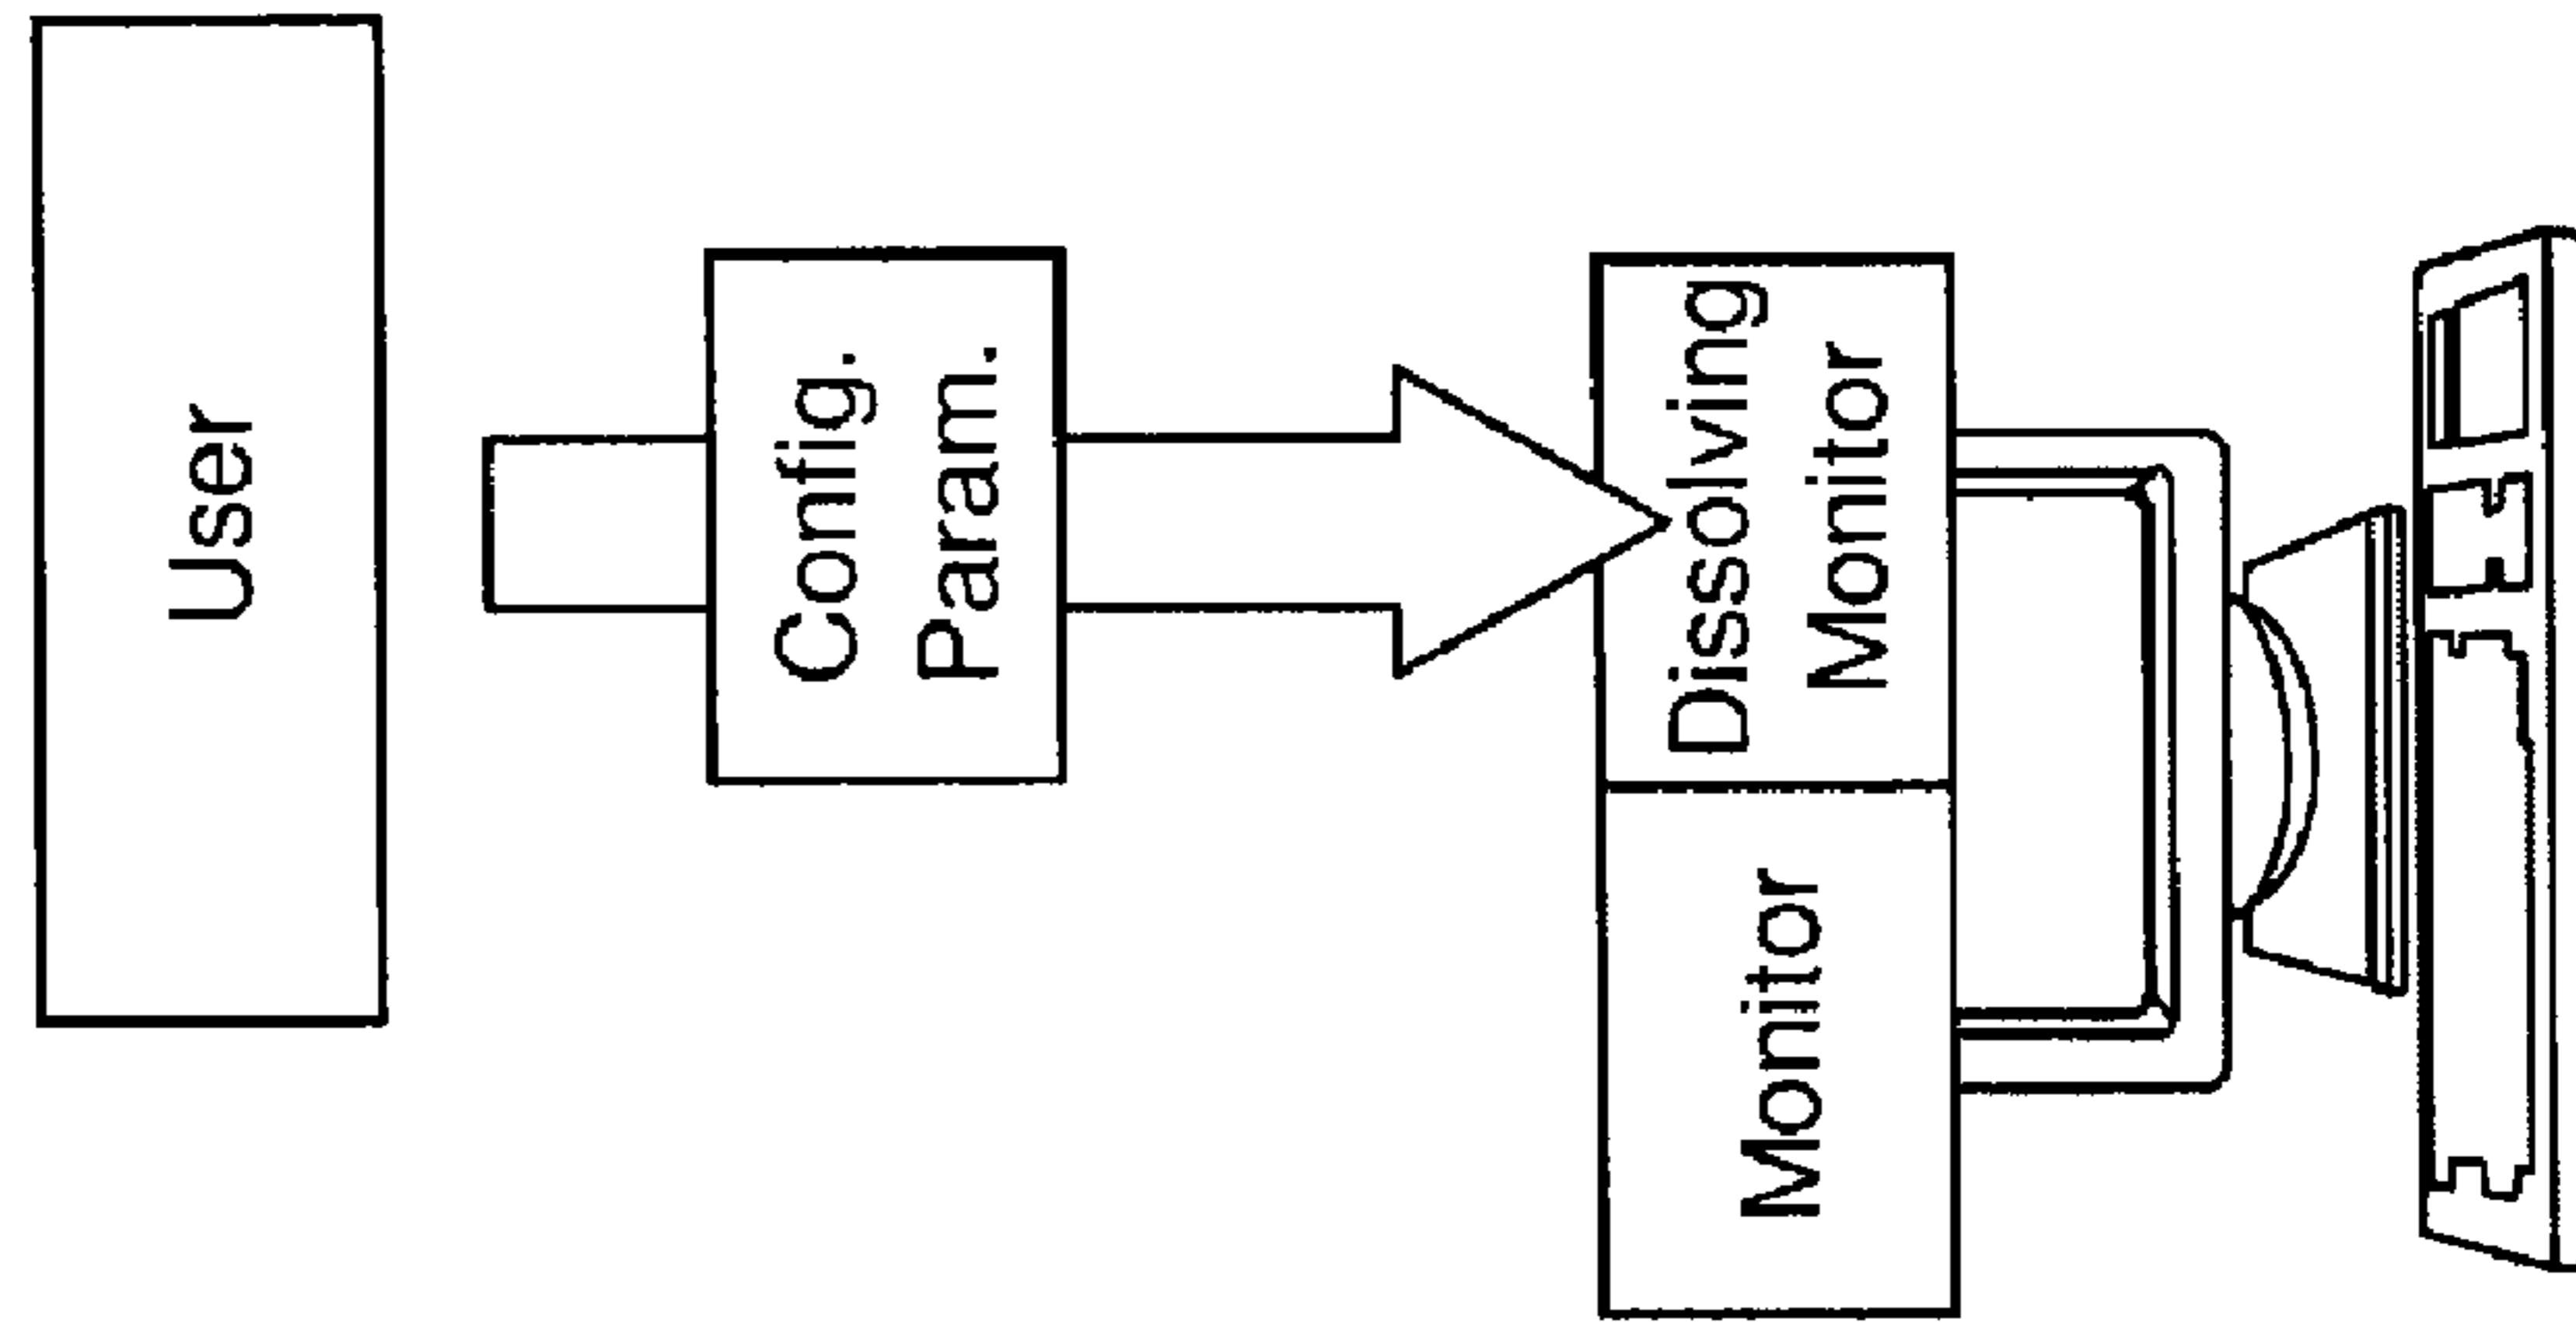 User
Config.
Param.
Monitor
Dissolving
Monitor